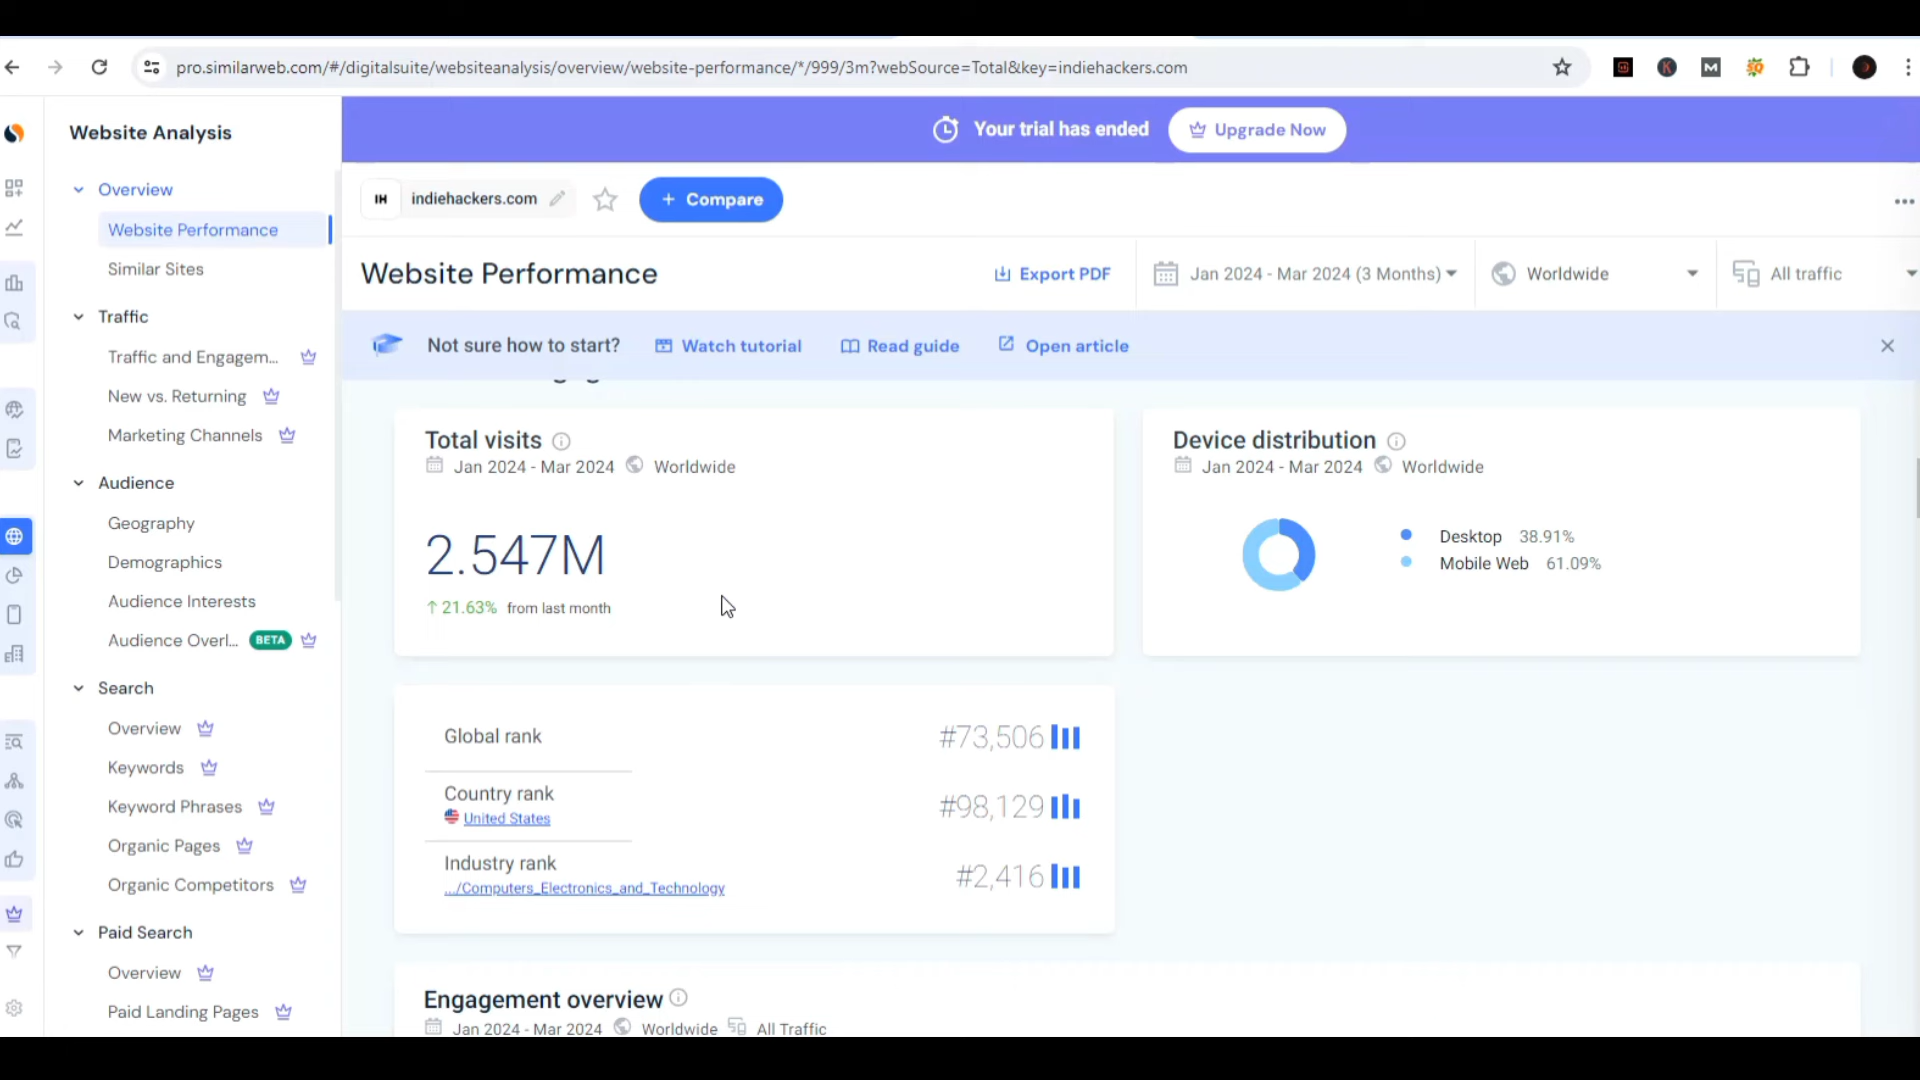 pro.similarweb.com/#/digitalsuite/websiteanalysis/overview/website-performance/*/999/3m?webSource=Total&key=indiehackers.com
Website Analysis
Your trial has ended
Upgrade Now
Overview
Website Performance
Similar Sites
Traffic
Traffic and Engagem...
New vs. Returning
Marketing Channels
Audience
Geography
Demographics
Audience Interests
Audience Overl... BETA
Search
Overview
Keywords
Keyword Phrases
Organic Pages
Organic Competitors
Paid Search
Overview
Paid Landing Pages
IH indiehackers.com
+ Compare
Website Performance
Export PDF
Jan 2024 - Mar 2024 (3 Months)
Worldwide
All traffic
Not sure how to start?
Watch tutorial
Read guide
Open article
Total visits
Jan 2024 - Mar 2024 Worldwide
2.547M
↑ 21.63% from last month
Device distribution
Jan 2024 - Mar 2024 Worldwide
Desktop 38.91%
Mobile Web 61.09%
Global rank #73,506
Country rank #98,129
United States
Industry rank #2,416
.../Computers_Electronics_and_Technology
Engagement overview
Jan 2024 - Mar 2024 Worldwide All Traffic